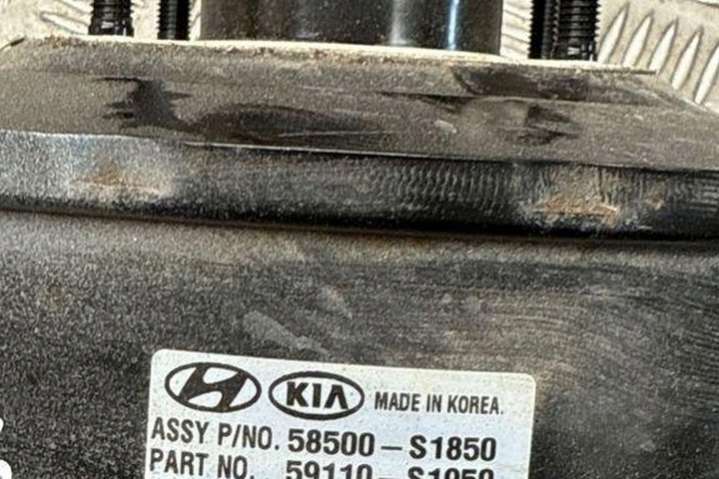 KIA MADE IN KOREA.
ASSY P/NO. 58500-S1850
PART NO.